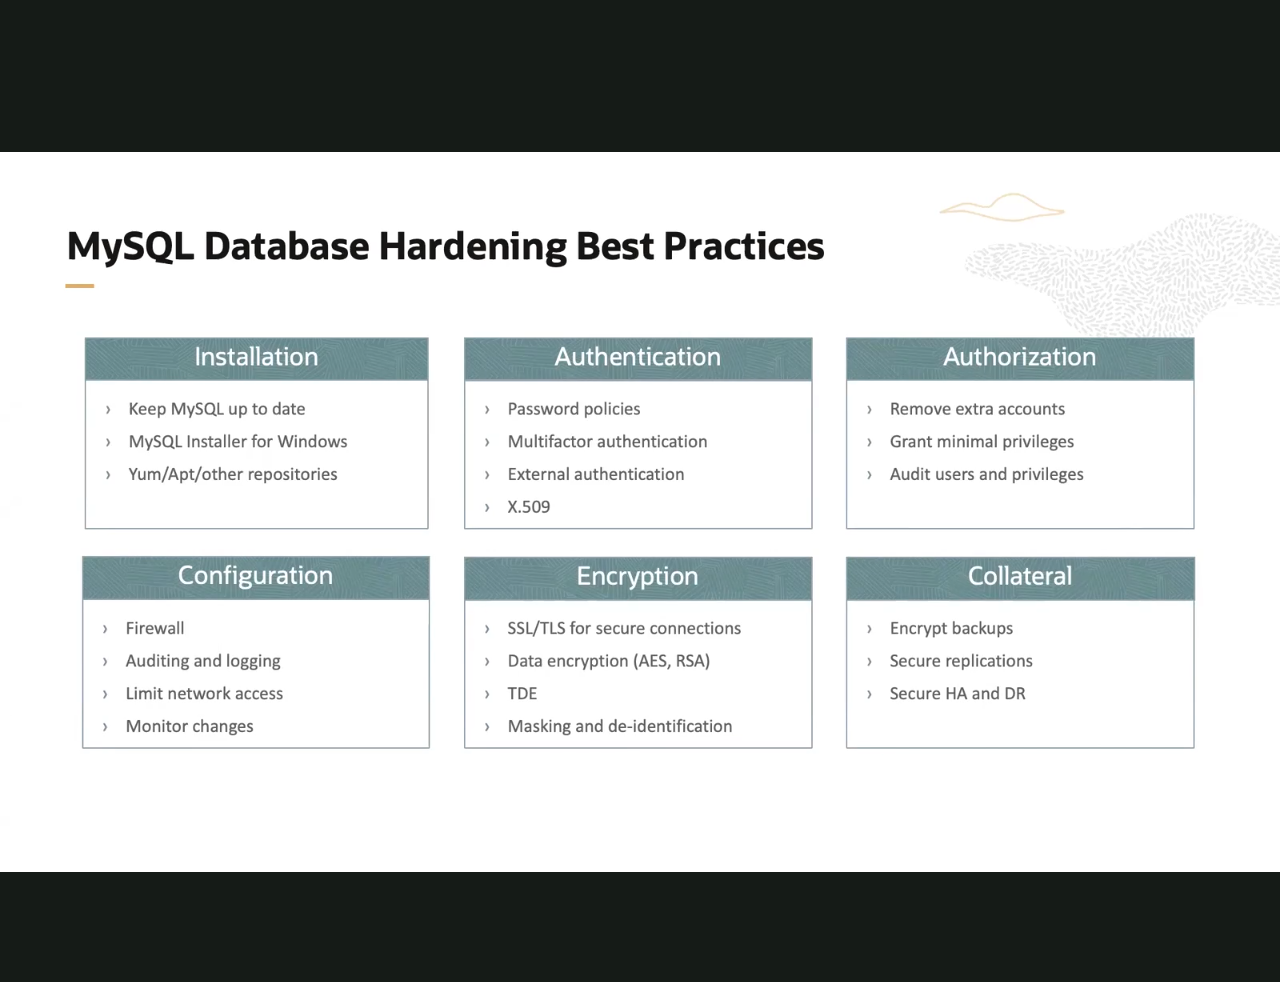 MySQL Database Hardening Best Practices
Installation
› Keep MySQL up to date
› MySQL Installer for Windows
› Yum/Apt/other repositories
Authentication
› Password policies
› Multifactor authentication
› External authentication
› X.509
Authorization
› Remove extra accounts
› Grant minimal privileges
› Audit users and privileges
Configuration
› Firewall
› Auditing and logging
› Limit network access
› Monitor changes
Encryption
› SSL/TLS for secure connections
› Data encryption (AES, RSA)
› TDE
› Masking and de-identification
Collateral
› Encrypt backups
› Secure replications
› Secure HA and DR